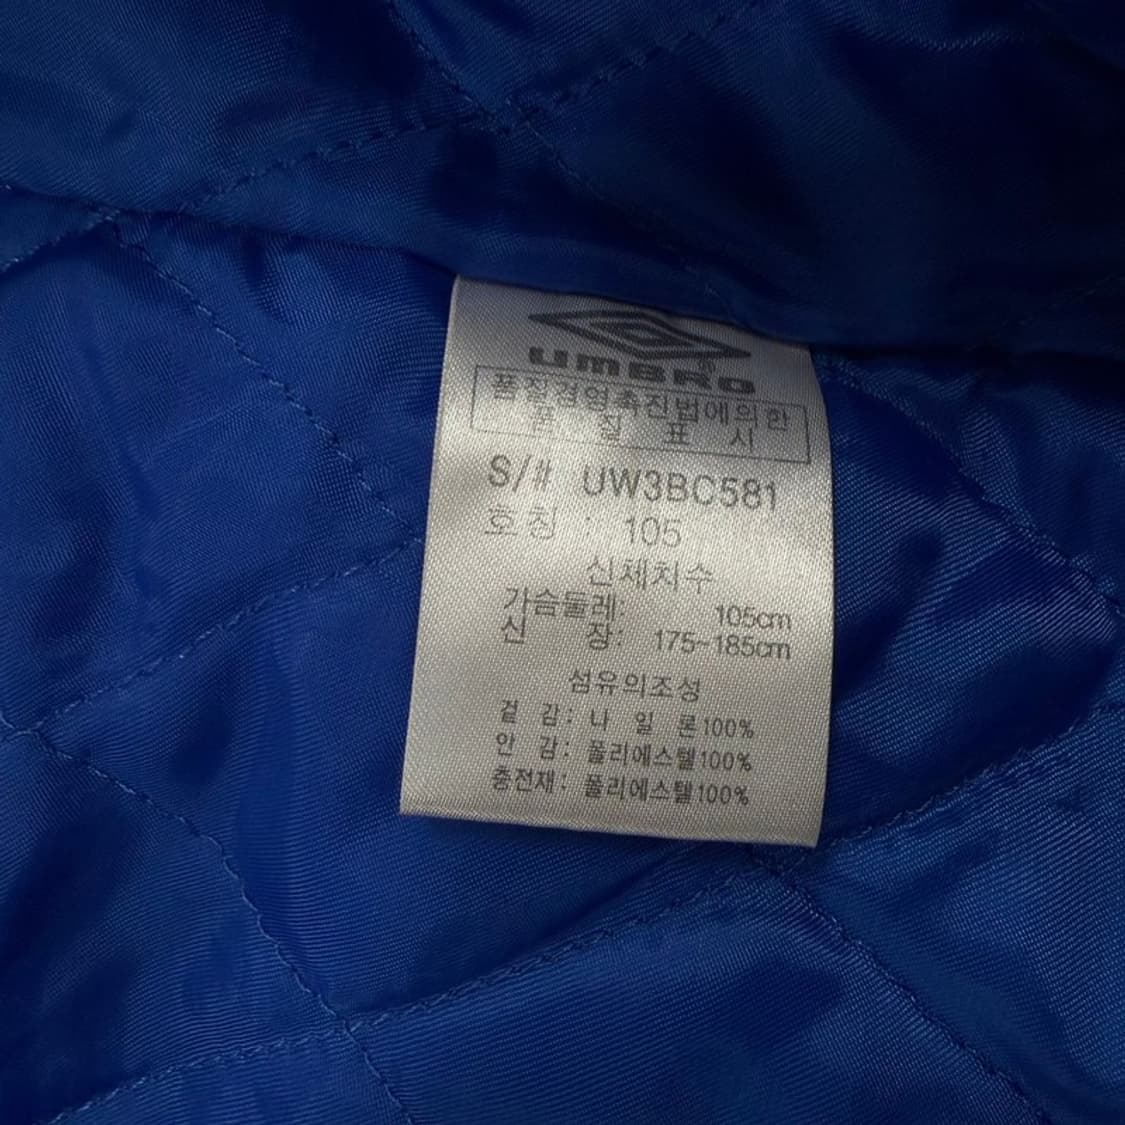 UMBRO®
품질경영촉진법에의한
품 질 표 시
S/# UW3BC581
호칭 : 105
신체치수
가슴둘레: 105cm
신 장: 175~185cm
섬유의조성
겉 감: 나 일 론100%
안 감: 폴리에스텔100%
충전재: 폴리에스텔100%